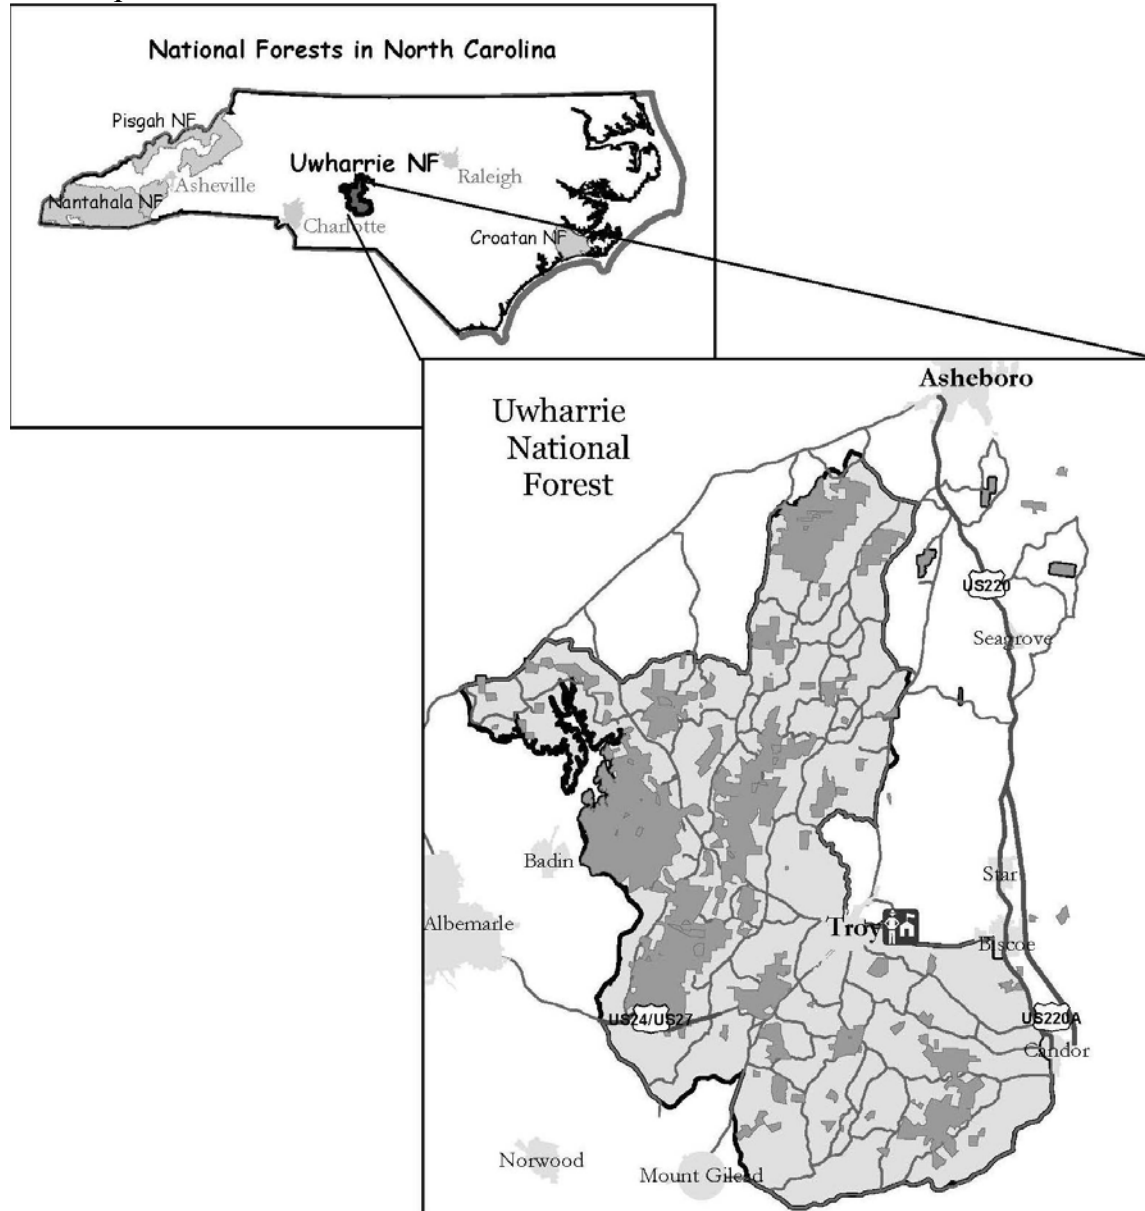 National Forests in North Carolina
Pisgah NF
Uwharrie NF
Raleigh
Asheville
Nantahala NF
Charlotte
Croatan NF
Asheboro
Uwharrie
National
Forest
US220
Seagrove
Badin
Star
Albemarle
Troy
Biscoe
US24/US27
US220A
Candor
Norwood
Mount Gilead